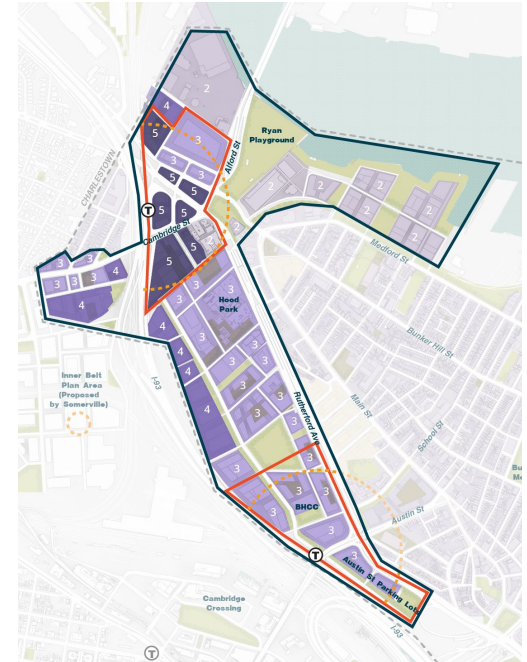 2
4
5
2
3
Ryan
Playground
Alford St
CHARLESTOWN
3
3
5
5
2
2
2
2
2
2
2
T
5
5
Cambridge St
2
5
5
Medford St
3
3
3
4
3
3
3
4
3
3
3
Hood
Park
4
3
3
Bunker Hill St
4
3
Inner Belt
Plan Area
(Proposed
by Somerville)
I-93
4
3
3
Main St
Rutherford Ave
School St
3
3
3
3
3
BHCC
3
Austin St
T
3
Austin St Parking Lots
Cambridge
Crossing
I-93
T